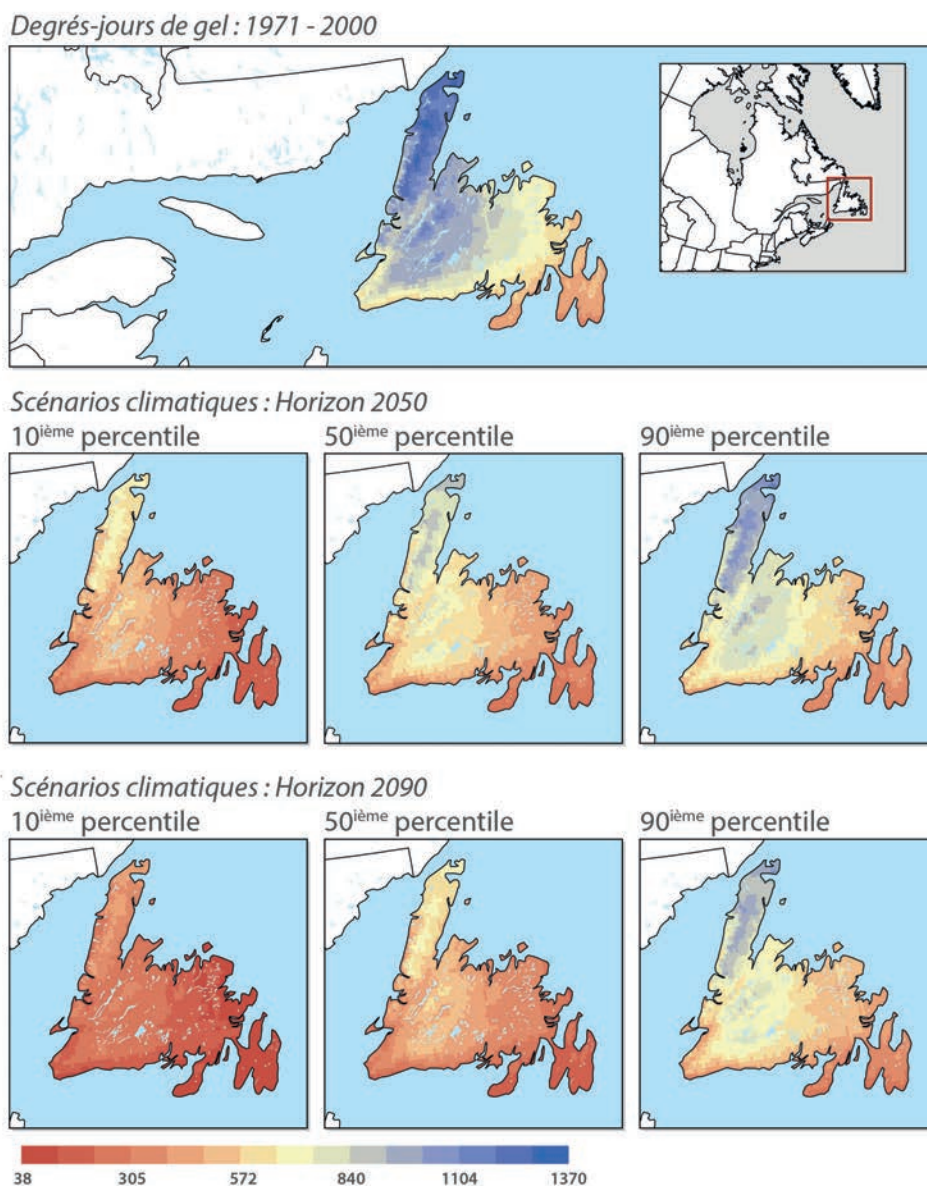 Degrés-jours de gel : 1971 - 2000
Scénarios climatiques : Horizon 2050
10ième percentile
50ième percentile
90ième percentile
Scénarios climatiques : Horizon 2090
10ième percentile
50ième percentile
90ième percentile
38 305 572 840 1104 1370